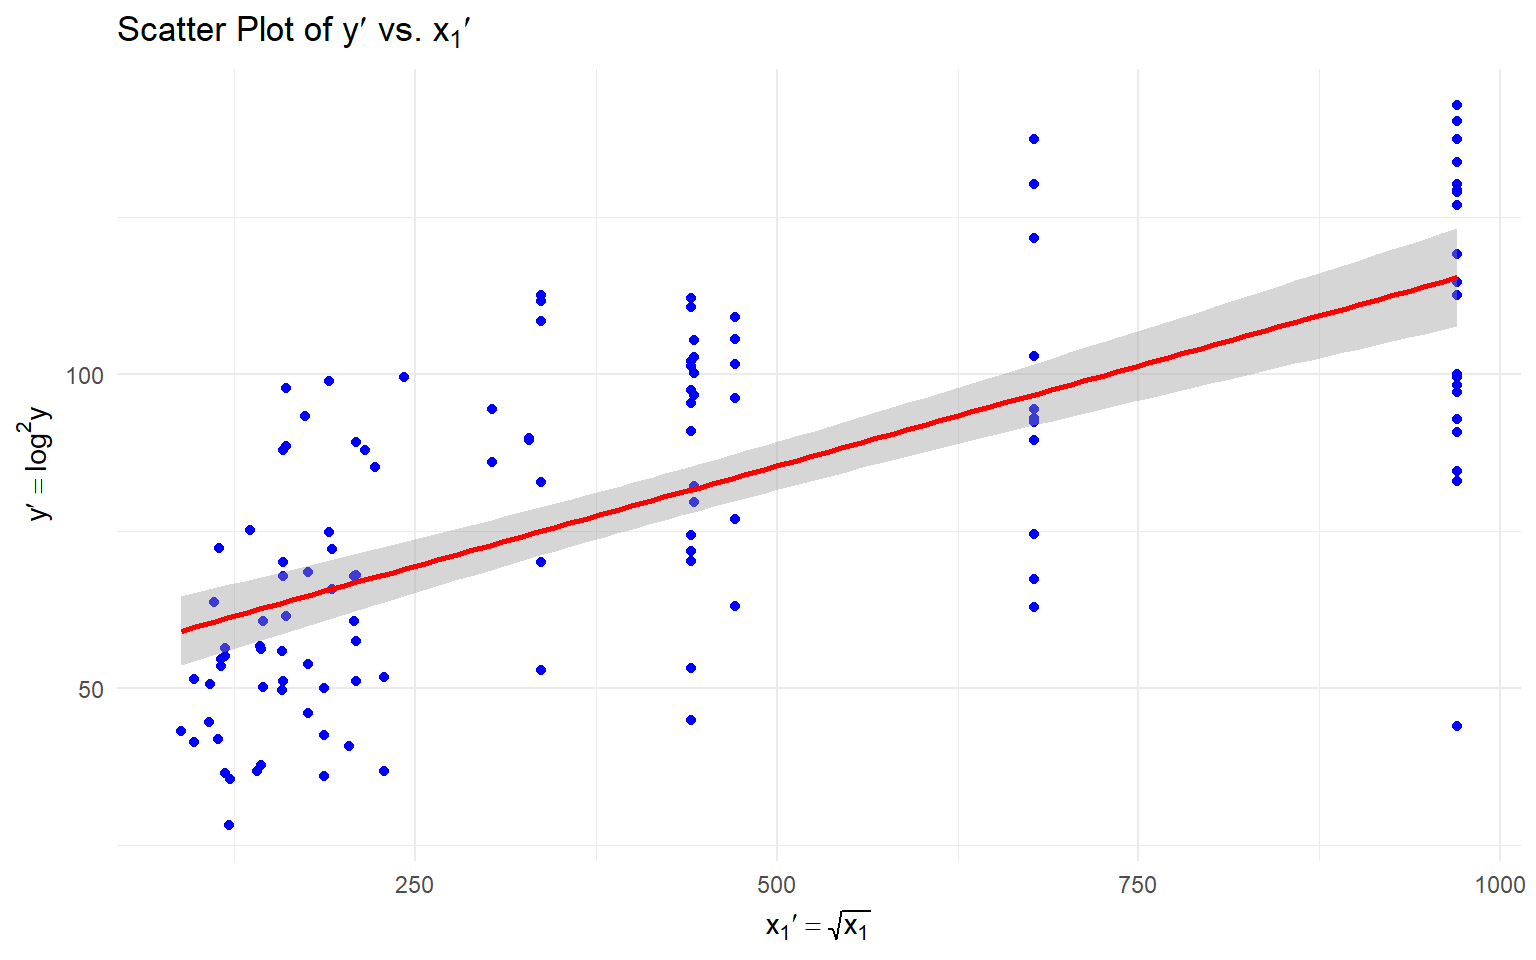 Scatter Plot of y′ vs. x₁′
100
50
y′ = log²y
250
500
750
1000
x₁′ = √x₁